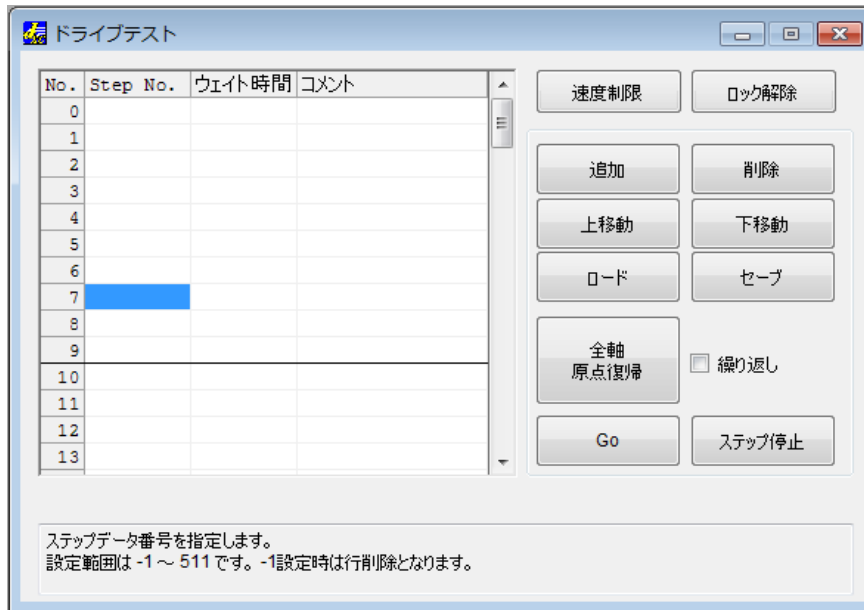 ドライブテスト
No. Step No. ウェイト時間 コメント
0
1
2
3
4
5
6
7
8
9
10
11
12
13
速度制限 ロック解除
追加 削除
上移動 下移動
ロード セーブ
全軸
原点復帰
繰り返し
Go ステップ停止
ステップデータ番号を指定します。
設定範囲は -1 ～ 511 です。-1設定時は行削除となります。